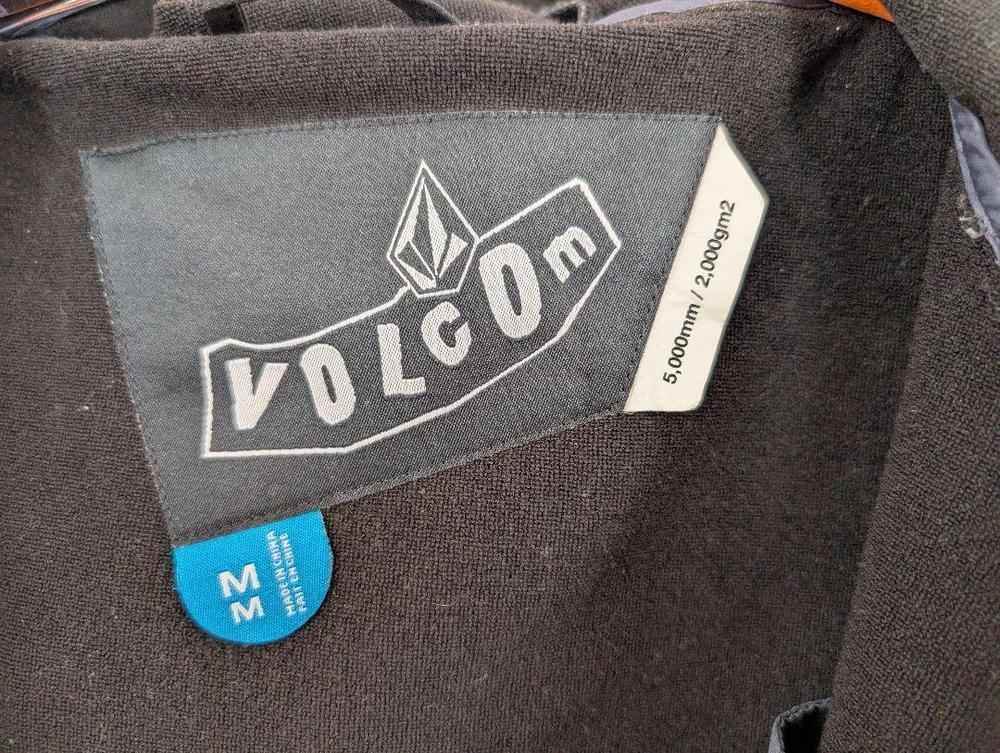 VOLCOm
5,000mm / 2,000gm2
M
M
MADE IN CHINA
FAIT EN CHINE